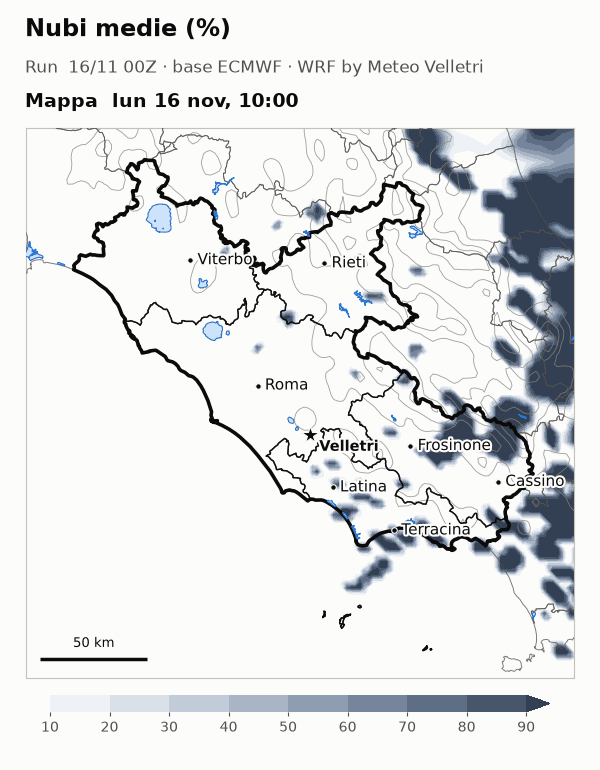 Nubi medie (%)
Run  16/11 00Z · base ECMWF · WRF by Meteo Velletri
Mappa  lun 16 nov, 10:00
Viterbo
Rieti
Roma
Velletri
Frosinone
Cassino
Latina
Terracina
50 km
10 20 30 40 50 60 70 80 90